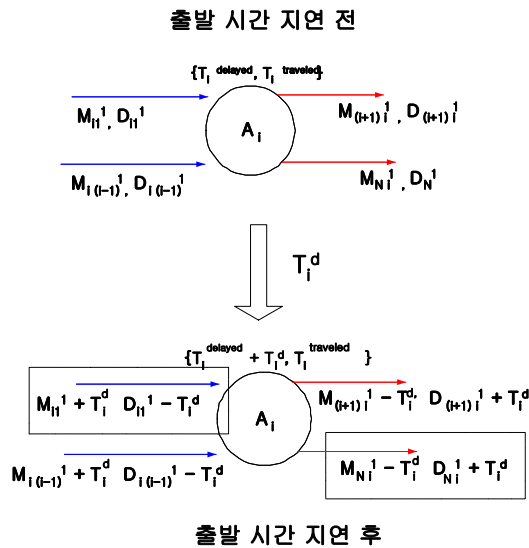 출발 시간 지연 전
{T_i^delayed, T_i^traveled}
M_i1^1, D_i1^1
A_i
M_(i+1) i^1, D_(i+1) i^1
M_i (i-1)^1, D_i (i-1)^1
M_N i^1, D_N^1
T_i^d
{T_i^delayed + T_i^d, T_i^traveled }
M_i1^1 + T_i^d D_i1^1 - T_i^d
A_i
M_(i+1) i^1 - T_i^d, D_(i+1) i^1 + T_i^d
M_i (i-1)^1 + T_i^d D_i (i-1)^1 - T_i^d
M_N i^1 - T_i^d D_N i^1 + T_i^d
출발 시간 지연 후